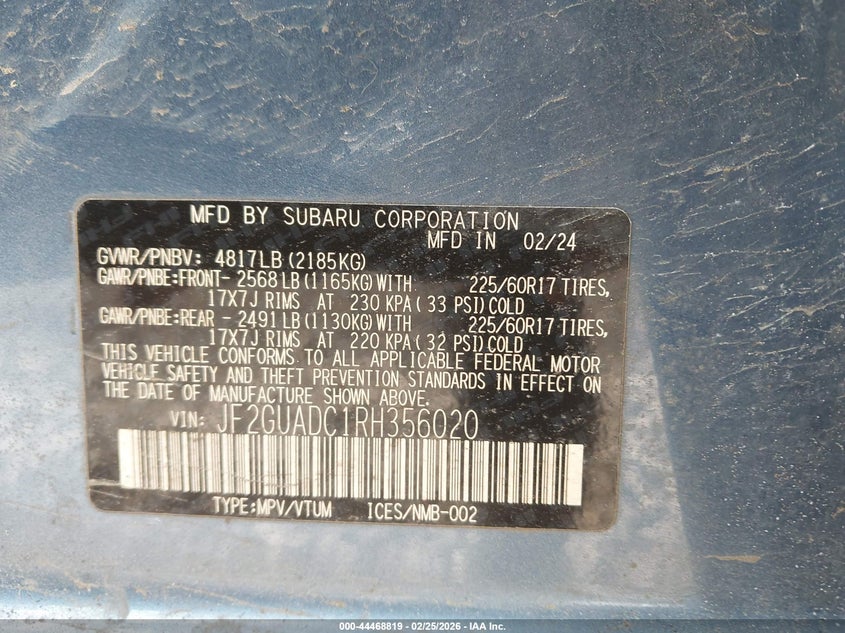 MFD BY SUBARU CORPORATION
MFD IN 02/24
GVWR/PNBV: 4817LB (2185KG)
GAWR/PNBE:FRONT- 2568 LB (1165KG) WITH 225/60R17 TIRES,
17X7J RIMS AT 230 KPA ( 33 PSI) COLD
GAWR/PNBE:REAR - 2491 LB (1130KG) WITH 225/60R17 TIRES,
17X7J RIMS AT 220 KPA ( 32 PSI) COLD
THIS VEHICLE CONFORMS TO ALL APPLICABLE FEDERAL MOTOR
VEHICLE SAFETY AND THEFT PREVENTION STANDARDS IN EFFECT ON
THE DATE OF MANUFACTURE SHOWN ABOVE.
VIN: JF2GUADC1RH356020
TYPE:MPV/VTUM ICES/NMB-002
000-44468819 - 02/25/2026 - IAA Inc.